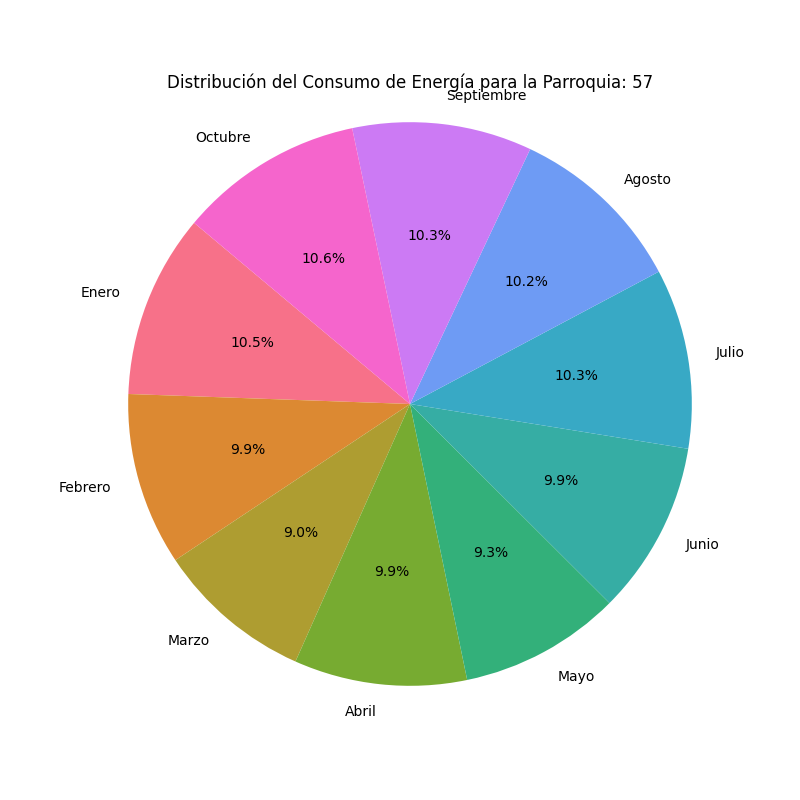 Distribución del Consumo de Energía para la Parroquia: 57
Septiembre
Octubre
Agosto
10.3%
10.6%
10.2%
Enero
10.5%
Julio
10.3%
Febrero
9.9%
9.9%
Junio
9.0%
9.3%
9.9%
Marzo
Mayo
Abril